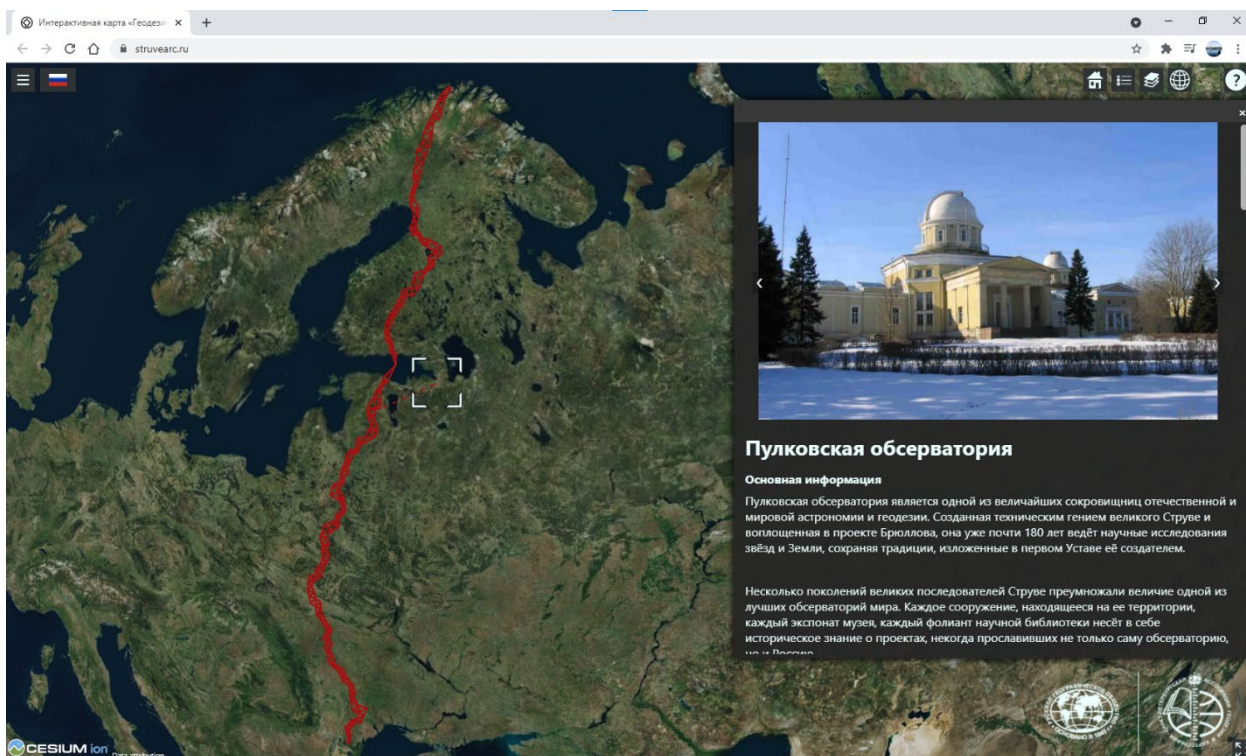 Интерактивная карта «Геодези
struvearc.ru
?
Пулковская обсерватория
Основная информация
Пулковская обсерватория является одной из величайших сокровищниц отечественной и
мировой астрономии и геодезии. Созданная техническим гением великого Струве и
воплощенная в проекте Брюллова, она уже почти 180 лет ведёт научные исследования
звёзд и Земли, сохраняя традиции, изложенные в первом Уставе её создателем.
Несколько поколений великих последователей Струве преумножали величие одной из
лучших обсерваторий мира. Каждое сооружение, находящееся на ее территории,
каждый экспонат музея, каждый фолиант научной библиотеки несёт в себе
историческое знание о проектах, некогда прославивших не только саму обсерваторию,
но и Россию
CESIUM ion
Data attribution